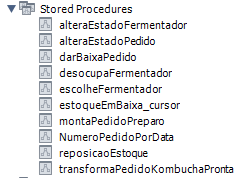 Stored Procedures
alteraEstadoFermentador
alteraEstadoPedido
darBaixaPedido
desocupaFermentador
escolheFermentador
estoqueEmBaixa_cursor
montaPedidoPreparo
NumeroPedidoPorData
reposicaoEstoque
transformaPedidoKombuchaPronta